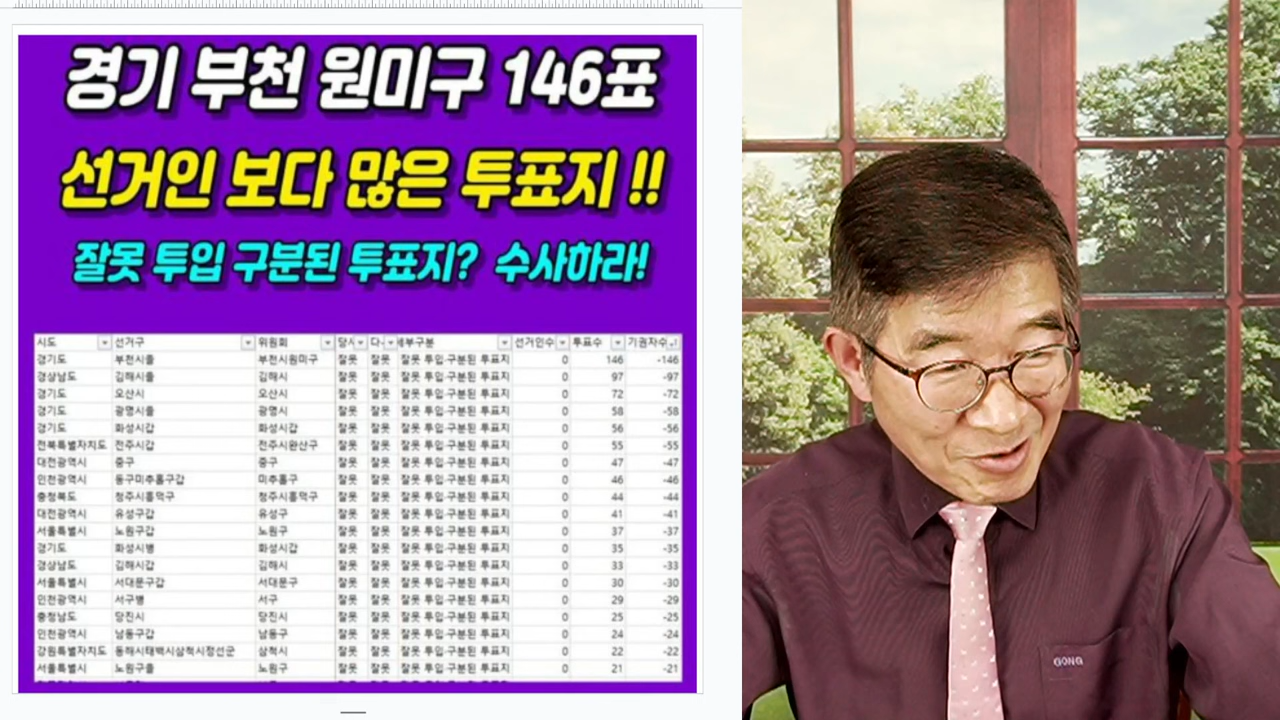 경기 부천 원미구 146표
선거인 보다 많은 투표지 !!
잘못 투입 구분된 투표지? 수사하라!
시도 선거구 위원회 당시 다 세부구분 선거인수 투표수 기권자수
경기도 부천시을 부천시원미구 잘못 잘못 잘못 투입·구분된 투표지 0 146 -146
경상남도 김해시을 김해시 잘못 잘못 잘못 투입·구분된 투표지 0 97 -97
경기도 오산시 오산시 잘못 잘못 잘못 투입·구분된 투표지 0 72 -72
경기도 광명시을 광명시 잘못 잘못 잘못 투입·구분된 투표지 0 58 -58
경기도 화성시갑 화성시갑 잘못 잘못 잘못 투입·구분된 투표지 0 56 -56
전북특별자치도 전주시갑 전주시완산구 잘못 잘못 잘못 투입·구분된 투표지 0 55 -55
대전광역시 중구 중구 잘못 잘못 잘못 투입·구분된 투표지 0 47 -47
인천광역시 동구미추홀구갑 미추홀구 잘못 잘못 잘못 투입·구분된 투표지 0 46 -46
충청북도 청주시흥덕구 청주시흥덕구 잘못 잘못 잘못 투입·구분된 투표지 0 44 -44
대전광역시 유성구갑 유성구 잘못 잘못 잘못 투입·구분된 투표지 0 41 -41
서울특별시 노원구갑 노원구 잘못 잘못 잘못 투입·구분된 투표지 0 37 -37
경기도 화성시병 화성시갑 잘못 잘못 잘못 투입·구분된 투표지 0 35 -35
경상남도 김해시갑 김해시 잘못 잘못 잘못 투입·구분된 투표지 0 33 -33
서울특별시 서대문구갑 서대문구 잘못 잘못 잘못 투입·구분된 투표지 0 30 -30
인천광역시 서구병 서구 잘못 잘못 잘못 투입·구분된 투표지 0 29 -29
충청남도 당진시 당진시 잘못 잘못 잘못 투입·구분된 투표지 0 25 -25
인천광역시 남동구갑 남동구 잘못 잘못 잘못 투입·구분된 투표지 0 24 -24
강원특별자치도 동해시태백시삼척시정선군 삼척시 잘못 잘못 잘못 투입·구분된 투표지 0 22 -22
서울특별시 노원구을 노원구 잘못 잘못 잘못 투입·구분된 투표지 0 21 -21
GONG